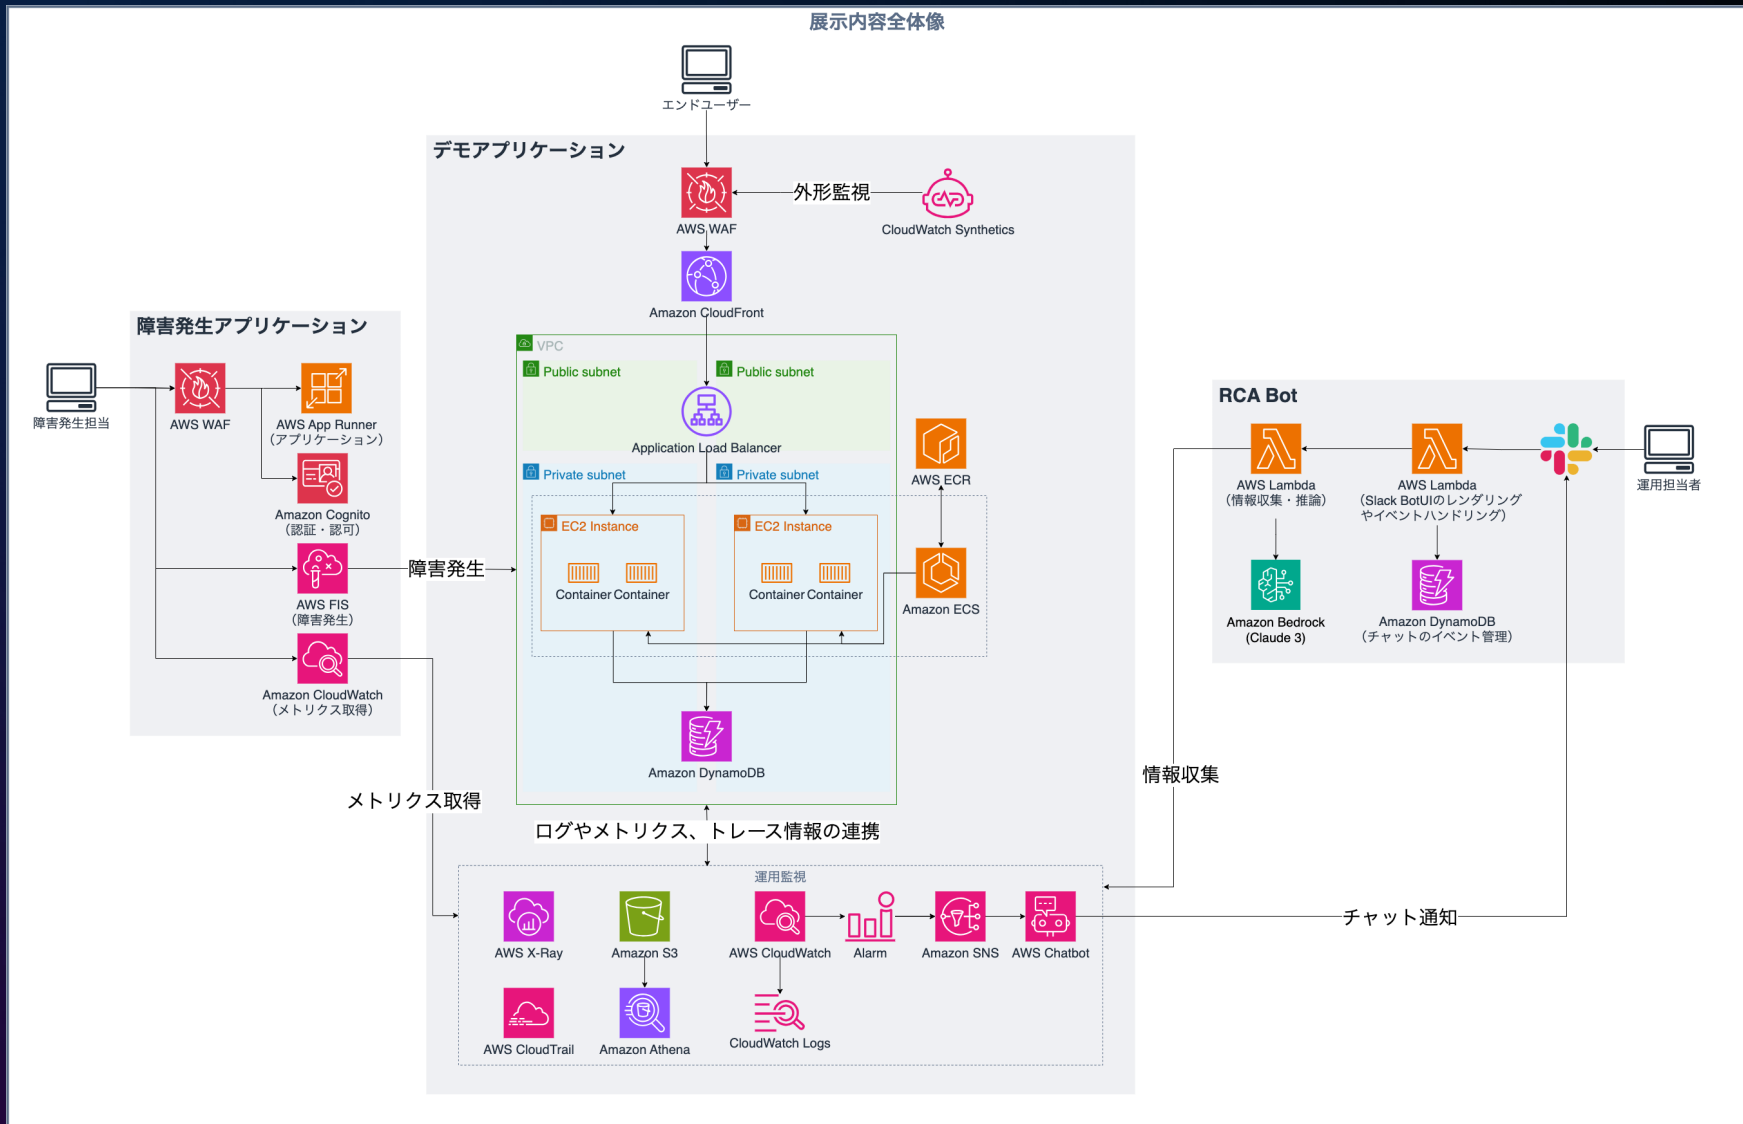 展示内容全体像
エンドユーザー
デモアプリケーション
AWS WAF
外形監視
CloudWatch Synthetics
Amazon CloudFront
VPC
Public subnet
Public subnet
Application Load Balancer
Private subnet
Private subnet
EC2 Instance
Container Container
EC2 Instance
Container Container
AWS ECR
Amazon ECS
Amazon DynamoDB
障害発生アプリケーション
障害発生担当
AWS WAF
AWS App Runner
（アプリケーション）
Amazon Cognito
（認証・認可）
AWS FIS
（障害発生）
Amazon CloudWatch
（メトリクス取得）
障害発生
メトリクス取得
ログやメトリクス、トレース情報の連携
運用監視
AWS X-Ray
Amazon S3
AWS CloudWatch
Alarm
Amazon SNS
AWS Chatbot
AWS CloudTrail
Amazon Athena
CloudWatch Logs
RCA Bot
AWS Lambda
（情報収集・推論）
AWS Lambda
（Slack BotUIのレンダリング
やイベントハンドリング）
運用担当者
Amazon Bedrock
(Claude 3)
Amazon DynamoDB
（チャットのイベント管理）
情報収集
チャット通知